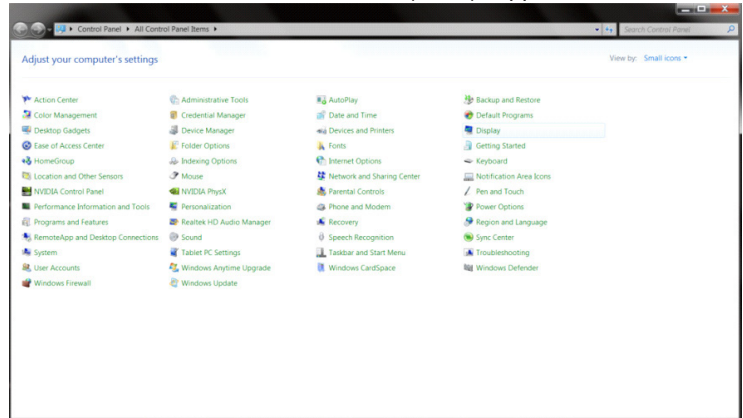 Control Panel ▸ All Control Panel Items ▸
Search Control Panel
Adjust your computer's settings
View by: Small icons
Action Center
Administrative Tools
AutoPlay
Backup and Restore
Color Management
Credential Manager
Date and Time
Default Programs
Desktop Gadgets
Device Manager
Devices and Printers
Display
Ease of Access Center
Folder Options
Fonts
Getting Started
HomeGroup
Indexing Options
Internet Options
Keyboard
Location and Other Sensors
Mouse
Network and Sharing Center
Notification Area Icons
NVIDIA Control Panel
NVIDIA PhysX
Parental Controls
Pen and Touch
Performance Information and Tools
Personalization
Phone and Modem
Power Options
Programs and Features
Realtek HD Audio Manager
Recovery
Region and Language
RemoteApp and Desktop Connections
Sound
Speech Recognition
Sync Center
System
Tablet PC Settings
Taskbar and Start Menu
Troubleshooting
User Accounts
Windows Anytime Upgrade
Windows CardSpace
Windows Defender
Windows Firewall
Windows Update